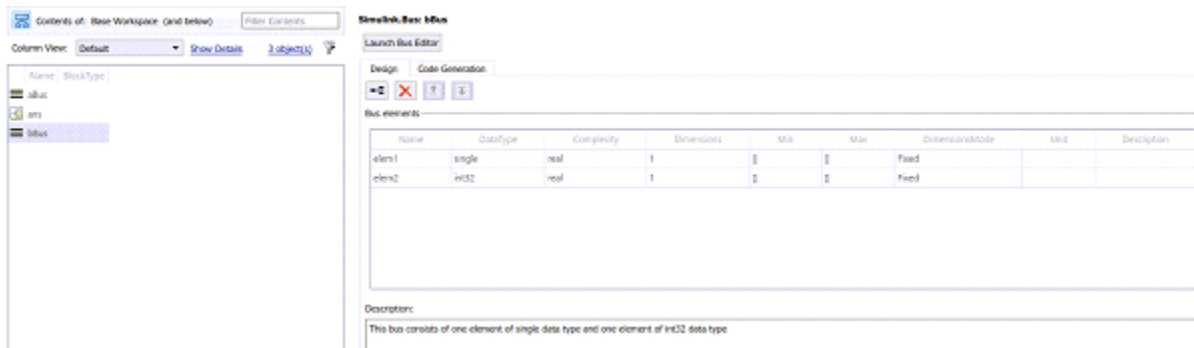 Contents of: Base Workspace (and below) Filter Contents
Column View: Default Show Details 3 object(s)
Name BlockType
aBus
ans
bBus
Simulink.Bus: bBus
Launch Bus Editor
Design Code Generation
Bus elements
Name DataType Complexity Dimensions Min Max DimensionsMode Unit Description
elem1 single real 1 [] [] Fixed
elem2 int32 real 1 [] [] Fixed
Description:
This bus consists of one element of single data type and one element of int32 data type